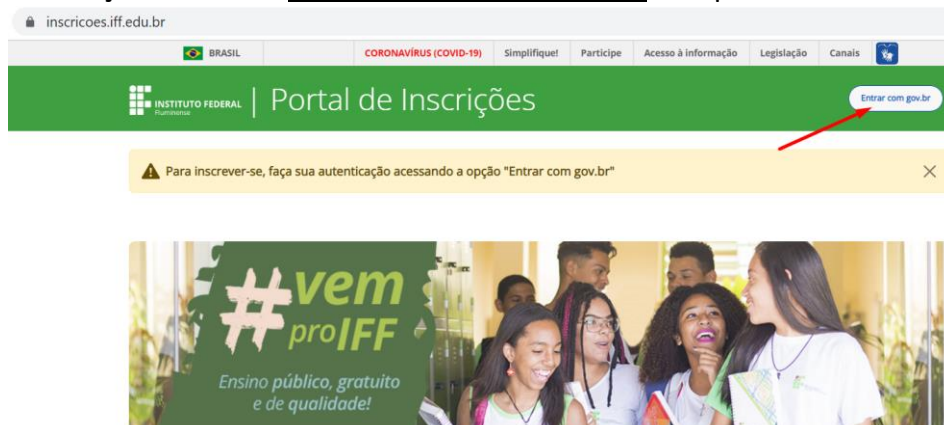 inscricoes.iff.edu.br
BRASIL CORONAVÍRUS (COVID-19) Simplifique! Participe Acesso à informação Legislação Canais
INSTITUTO FEDERAL
Fluminense
Portal de Inscrições
Entrar com gov.br
Para inscrever-se, faça sua autenticação acessando a opção "Entrar com gov.br"
#vem
proIFF
Ensino público, gratuito
e de qualidade!